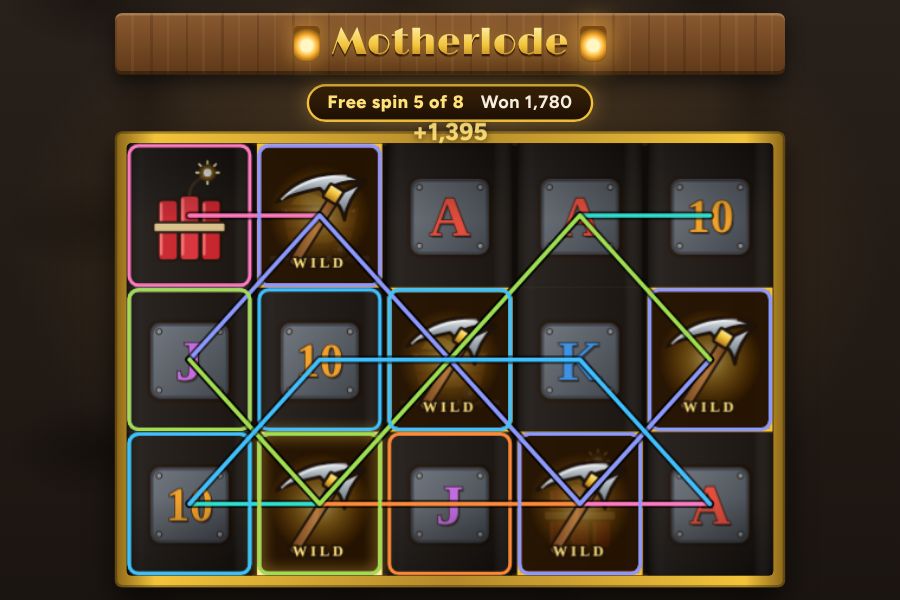 Motherlode
Free spin 5 of 8 Won 1,780
+1,395
WILD A A 10
J 10 WILD K WILD
10 WILD J WILD A